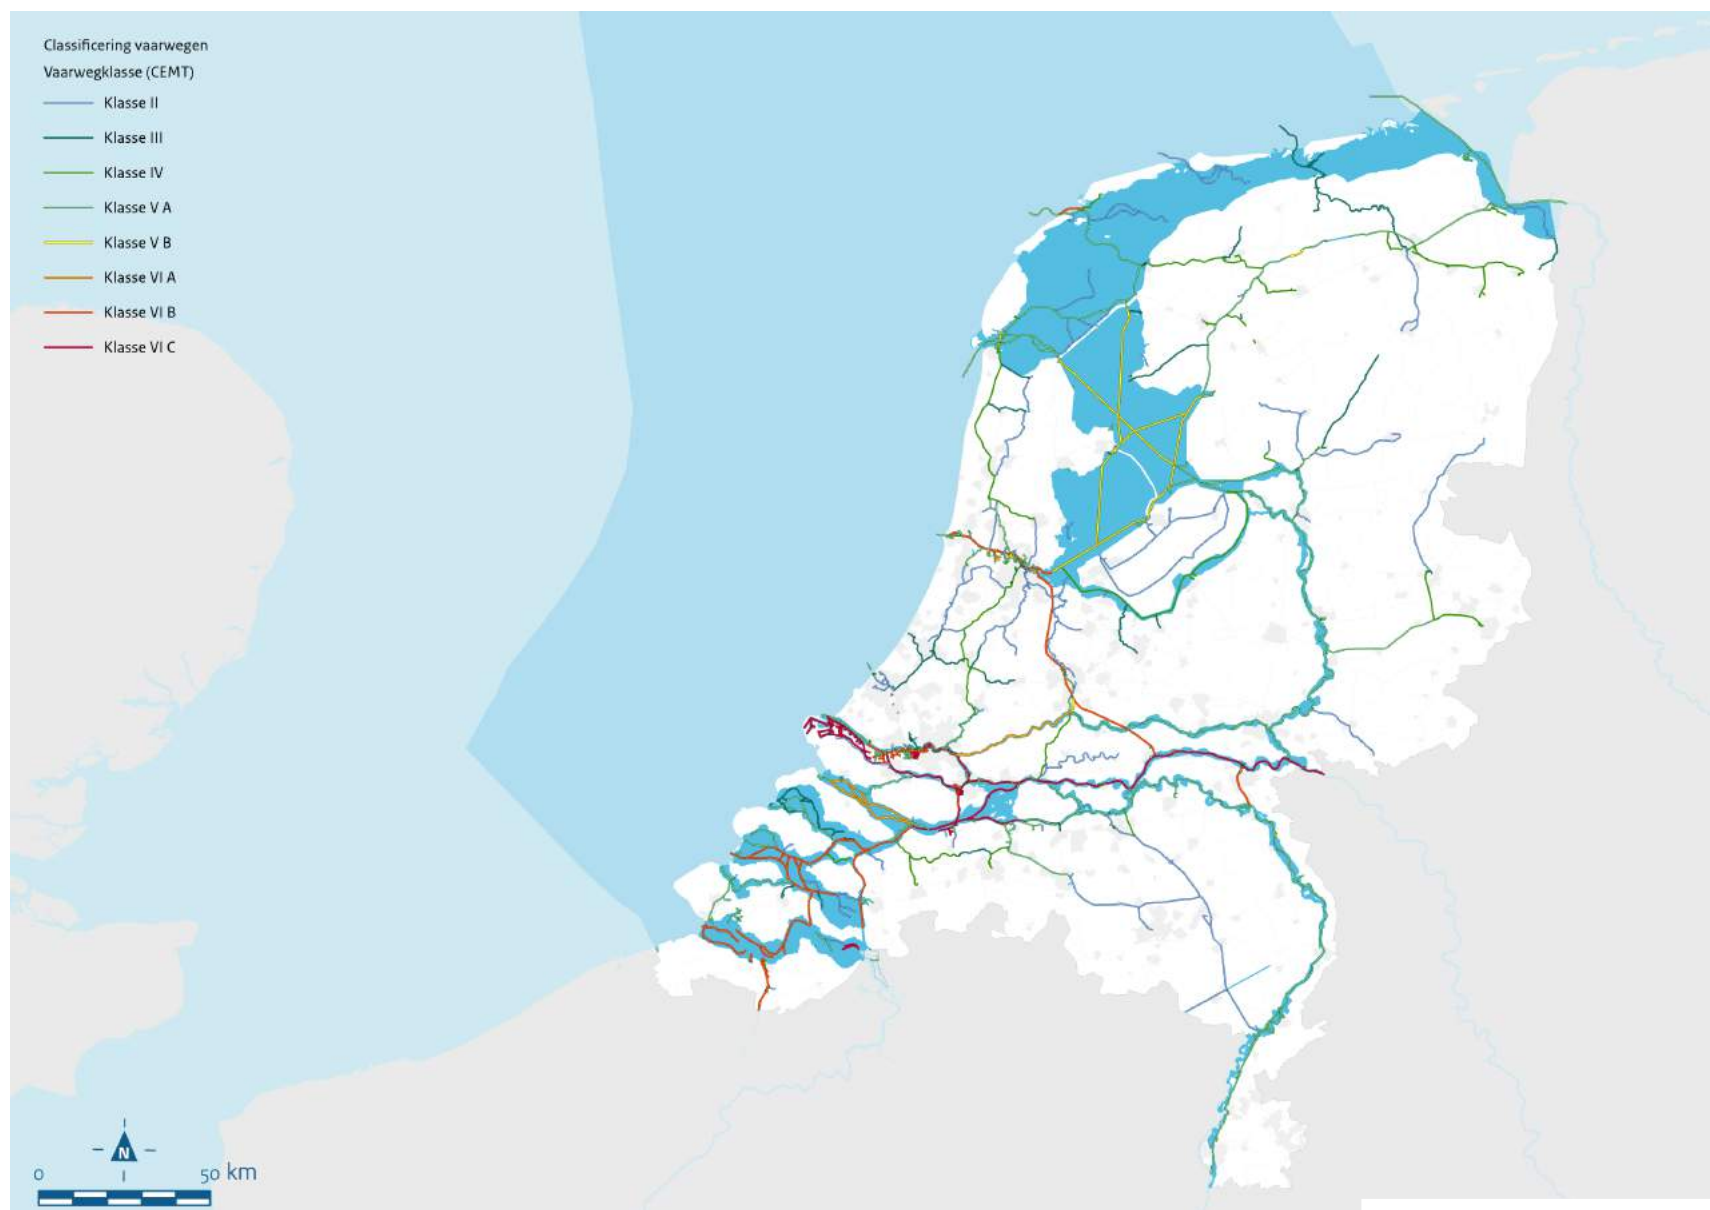 Classificering vaarwegen
Vaarwegklasse (CEMT)
Klasse II
Klasse III
Klasse IV
Klasse V A
Klasse V B
Klasse VI A
Klasse VI B
Klasse VI C
N
0 50 km